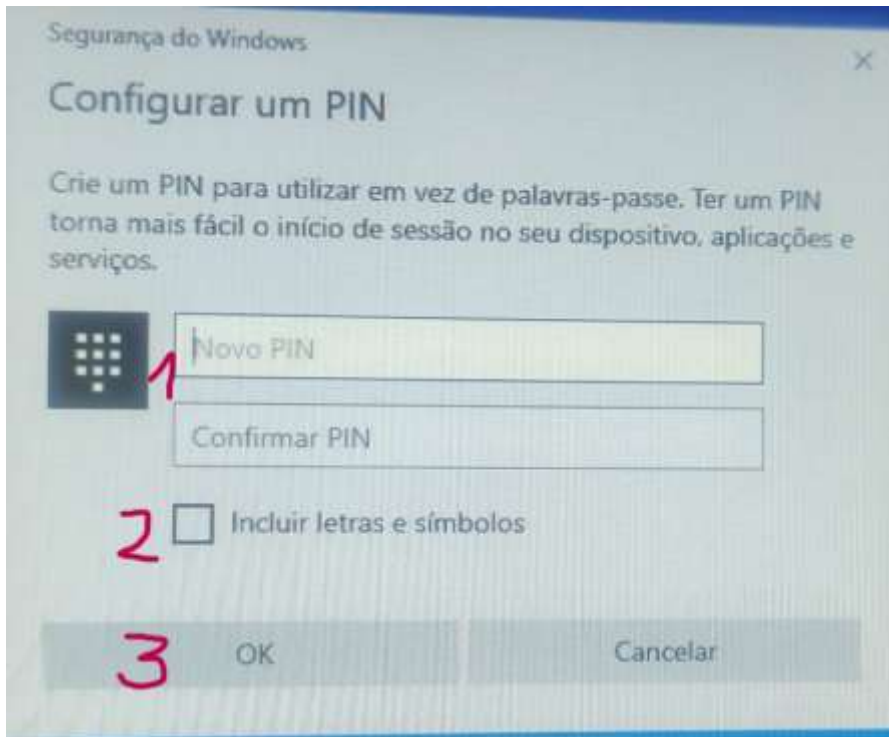 Segurança do Windows
Configurar um PIN
Crie um PIN para utilizar em vez de palavras-passe. Ter um PIN
torna mais fácil o início de sessão no seu dispositivo, aplicações e
serviços.
1 Novo PIN
Confirmar PIN
2 Incluir letras e símbolos
3 OK Cancelar